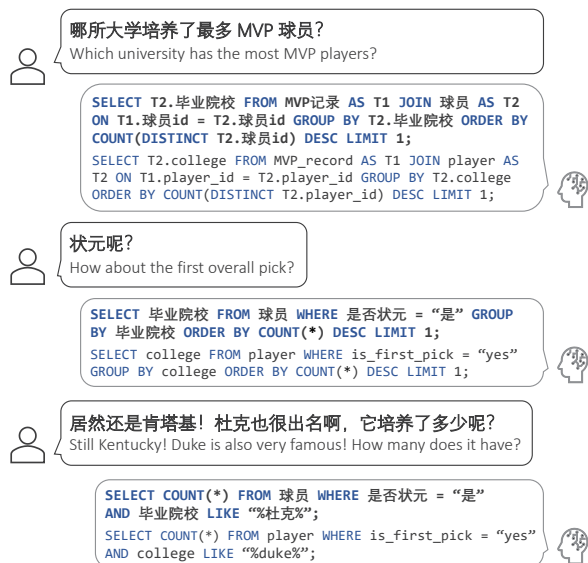 哪所大学培养了最多 MVP 球员?
Which university has the most MVP players?
SELECT T2.毕业院校 FROM MVP记录 AS T1 JOIN 球员 AS T2
ON T1.球员id = T2.球员id GROUP BY T2.毕业院校 ORDER BY
COUNT(DISTINCT T2.球员id) DESC LIMIT 1;
SELECT T2.college FROM MVP_record AS T1 JOIN player AS
T2 ON T1.player_id = T2.player_id GROUP BY T2.college
ORDER BY COUNT(DISTINCT T2.player_id) DESC LIMIT 1;
状元呢?
How about the first overall pick?
SELECT 毕业院校 FROM 球员 WHERE 是否状元 = “是” GROUP
BY 毕业院校 ORDER BY COUNT(*) DESC LIMIT 1;
SELECT college FROM player WHERE is_first_pick = “yes”
GROUP BY college ORDER BY COUNT(*) DESC LIMIT 1;
居然还是肯塔基！杜克也很出名啊，它培养了多少呢?
Still Kentucky! Duke is also very famous! How many does it have?
SELECT COUNT(*) FROM 球员 WHERE 是否状元 = “是”
AND 毕业院校 LIKE “%杜克%”;
SELECT COUNT(*) FROM player WHERE is_first_pick = “yes”
AND college LIKE “%duke%”;